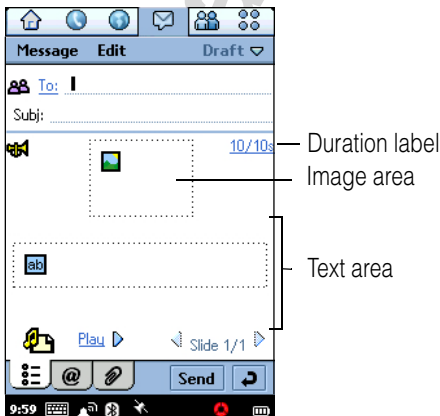 Message Edit Draft
To:
Subj:
10/10s
Duration label
Image area
ab
Text area
Play Slide 1/1
@
Send
9:59